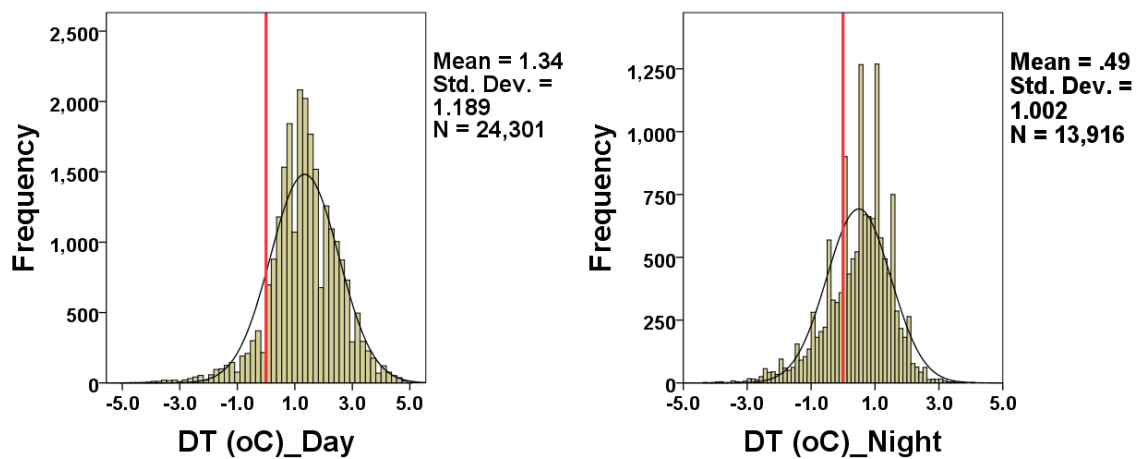 2,500
2,000
1,500
1,000
500
0
Frequency
-5.0 -3.0 -1.0 1.0 3.0 5.0
DT (oC)_Day
Mean = 1.34
Std. Dev. =
1.189
N = 24,301
1,250
1,000
750
500
250
0
Frequency
-5.0 -3.0 -1.0 1.0 3.0 5.0
DT (oC)_Night
Mean = .49
Std. Dev. =
1.002
N = 13,916